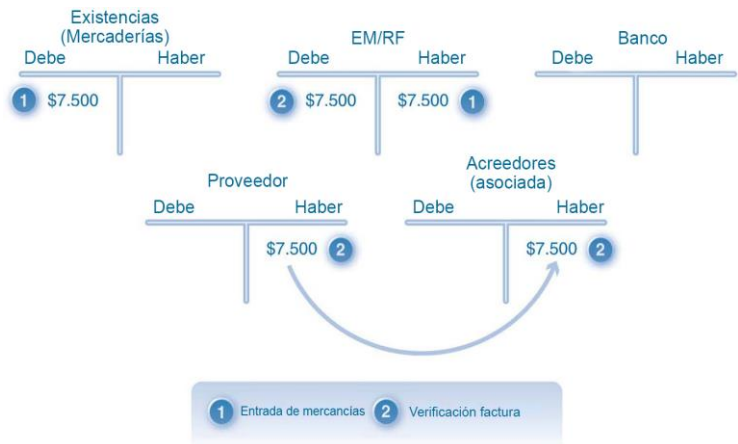 Existencias
(Mercaderías)
Debe Haber
1 $7.500
EM/RF
Debe Haber
2 $7.500 $7.500 1
Banco
Debe Haber
Proveedor
Debe Haber
$7.500 2
Acreedores
(asociada)
Debe Haber
$7.500 2
1 Entrada de mercancías 2 Verificación factura